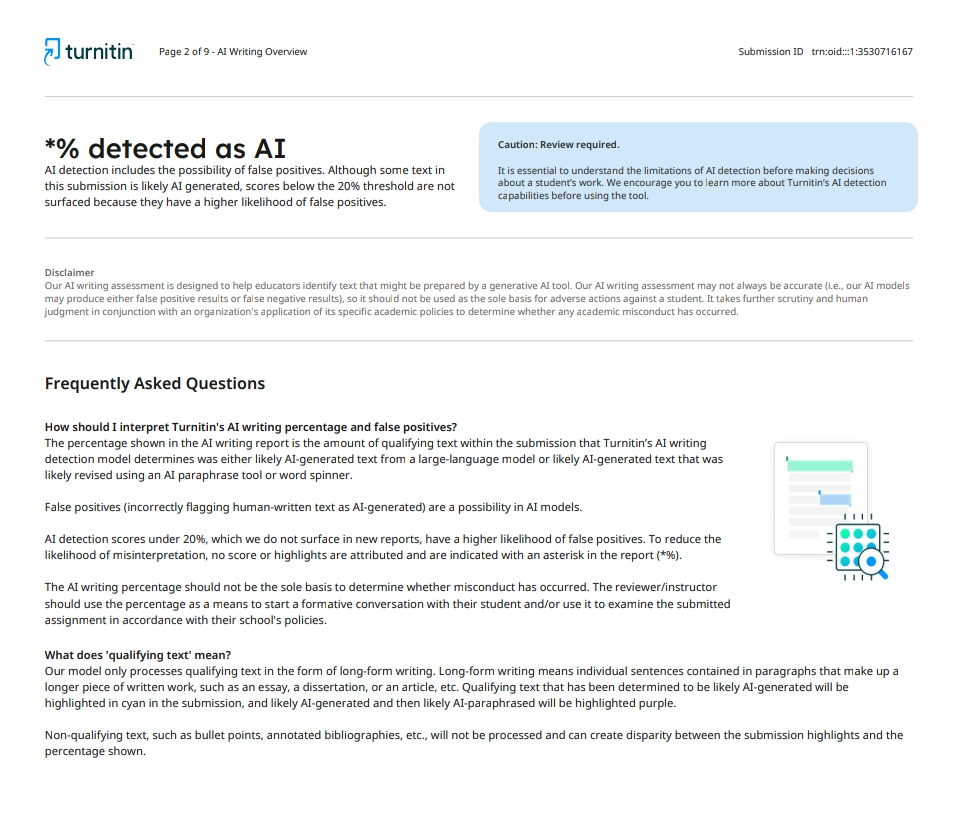 turnitin Page 2 of 9 - AI Writing Overview Submission ID trn:oid:::1:3530716167
*% detected as AI
AI detection includes the possibility of false positives. Although some text in
this submission is likely AI generated, scores below the 20% threshold are not
surfaced because they have a higher likelihood of false positives.
Caution: Review required.
It is essential to understand the limitations of AI detection before making decisions
about a student's work. We encourage you to learn more about Turnitin's AI detection
capabilities before using the tool.
Disclaimer
Our AI writing assessment is designed to help educators identify text that might be prepared by a generative AI tool. Our AI writing assessment may not always be accurate (i.e., our AI models
may produce either false positive results or false negative results), so it should not be used as the sole basis for adverse actions against a student. It takes further scrutiny and human
judgment in conjunction with an organization's application of its specific academic policies to determine whether any academic misconduct has occurred.
Frequently Asked Questions
How should I interpret Turnitin's AI writing percentage and false positives?
The percentage shown in the AI writing report is the amount of qualifying text within the submission that Turnitin's AI writing
detection model determines was either likely AI-generated text from a large-language model or likely AI-generated text that was
likely revised using an AI paraphrase tool or word spinner.
False positives (incorrectly flagging human-written text as AI-generated) are a possibility in AI models.
AI detection scores under 20%, which we do not surface in new reports, have a higher likelihood of false positives. To reduce the
likelihood of misinterpretation, no score or highlights are attributed and are indicated with an asterisk in the report (*%).
The AI writing percentage should not be the sole basis to determine whether misconduct has occurred. The reviewer/instructor
should use the percentage as a means to start a formative conversation with their student and/or use it to examine the submitted
assignment in accordance with their school's policies.
What does 'qualifying text' mean?
Our model only processes qualifying text in the form of long-form writing. Long-form writing means individual sentences contained in paragraphs that make up a
longer piece of written work, such as an essay, a dissertation, or an article, etc. Qualifying text that has been determined to be likely AI-generated will be
highlighted in cyan in the submission, and likely AI-generated and then likely AI-paraphrased will be highlighted purple.
Non-qualifying text, such as bullet points, annotated bibliographies, etc., will not be processed and can create disparity between the submission highlights and the
percentage shown.